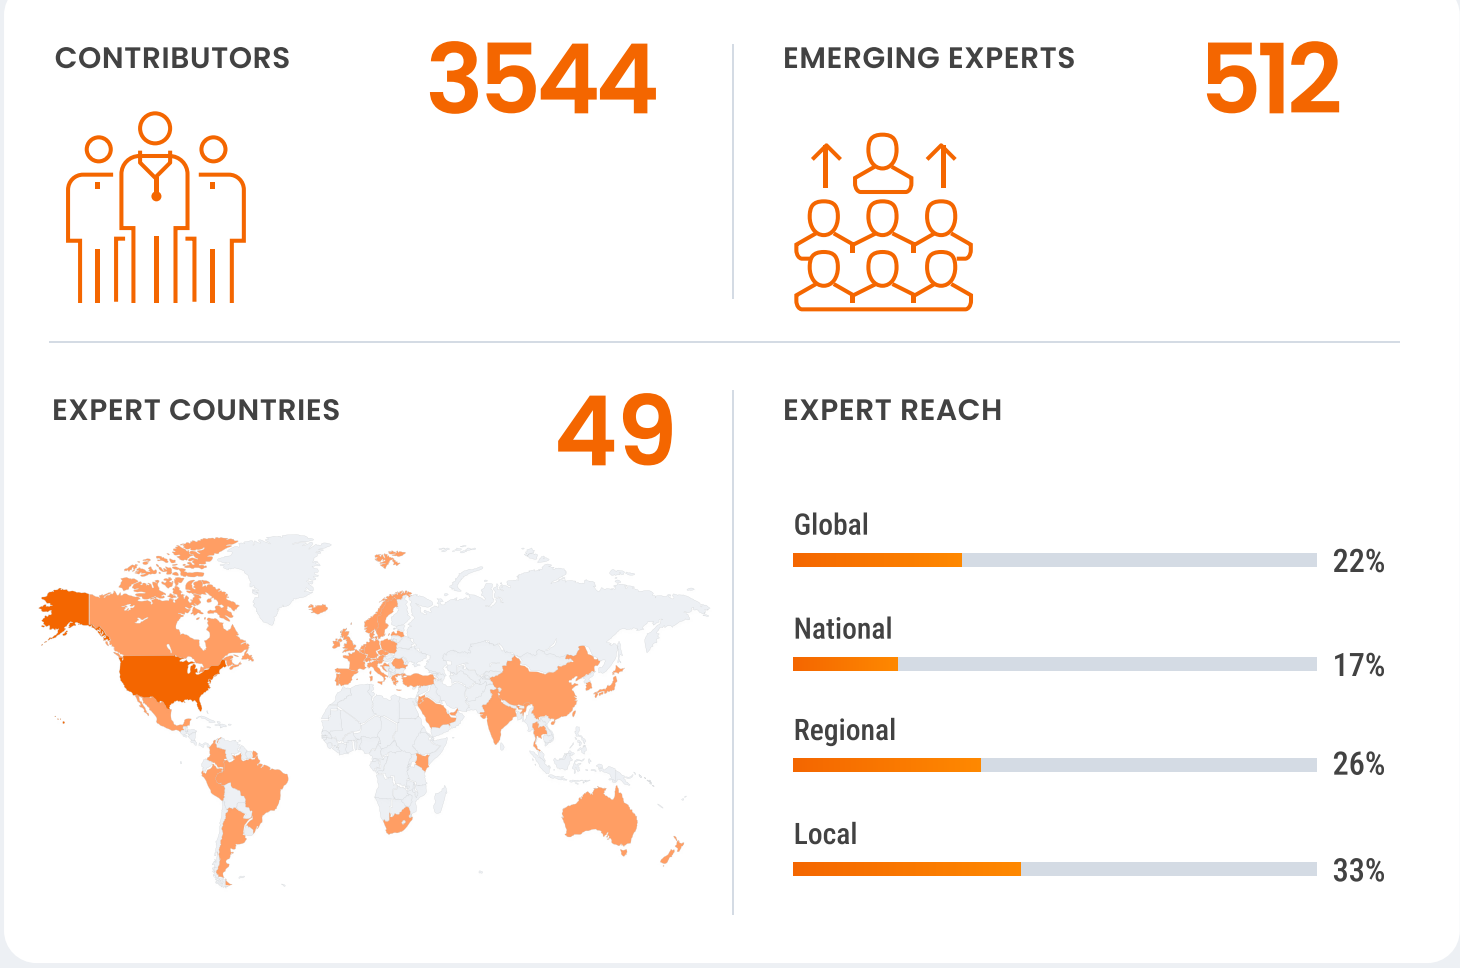 CONTRIBUTORS
3544
EMERGING EXPERTS
512
EXPERT COUNTRIES
49
EXPERT REACH
Global
22%
National
17%
Regional
26%
Local
33%